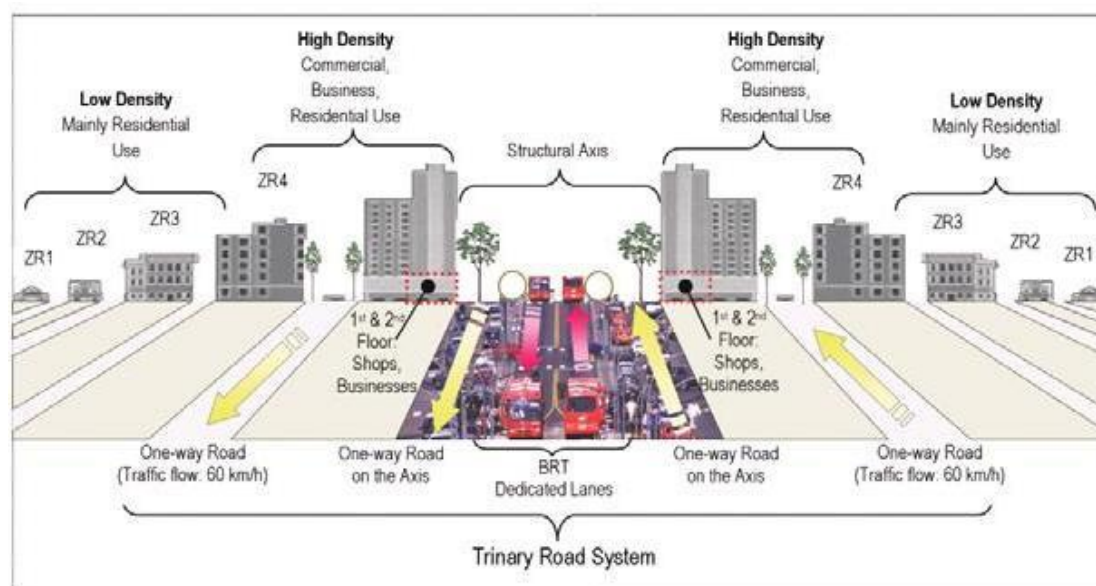 High Density
Commercial,
Business,
Residential Use
High Density
Commercial,
Business,
Residential Use
Low Density
Mainly Residential
Use
Low Density
Mainly Residential
Use
Structural Axis
ZR4
ZR4
ZR3
ZR2
ZR1
ZR3
ZR2
ZR1
1st & 2nd
Floor:
Shops,
Businesses
1st & 2nd
Floor:
Shops,
Businesses
One-way Road
(Traffic flow: 60 km/h)
One-way Road
on the Axis
BRT
Dedicated Lanes
One-way Road
on the Axis
One-way Road
(Traffic flow: 60 km/h)
Trinary Road System